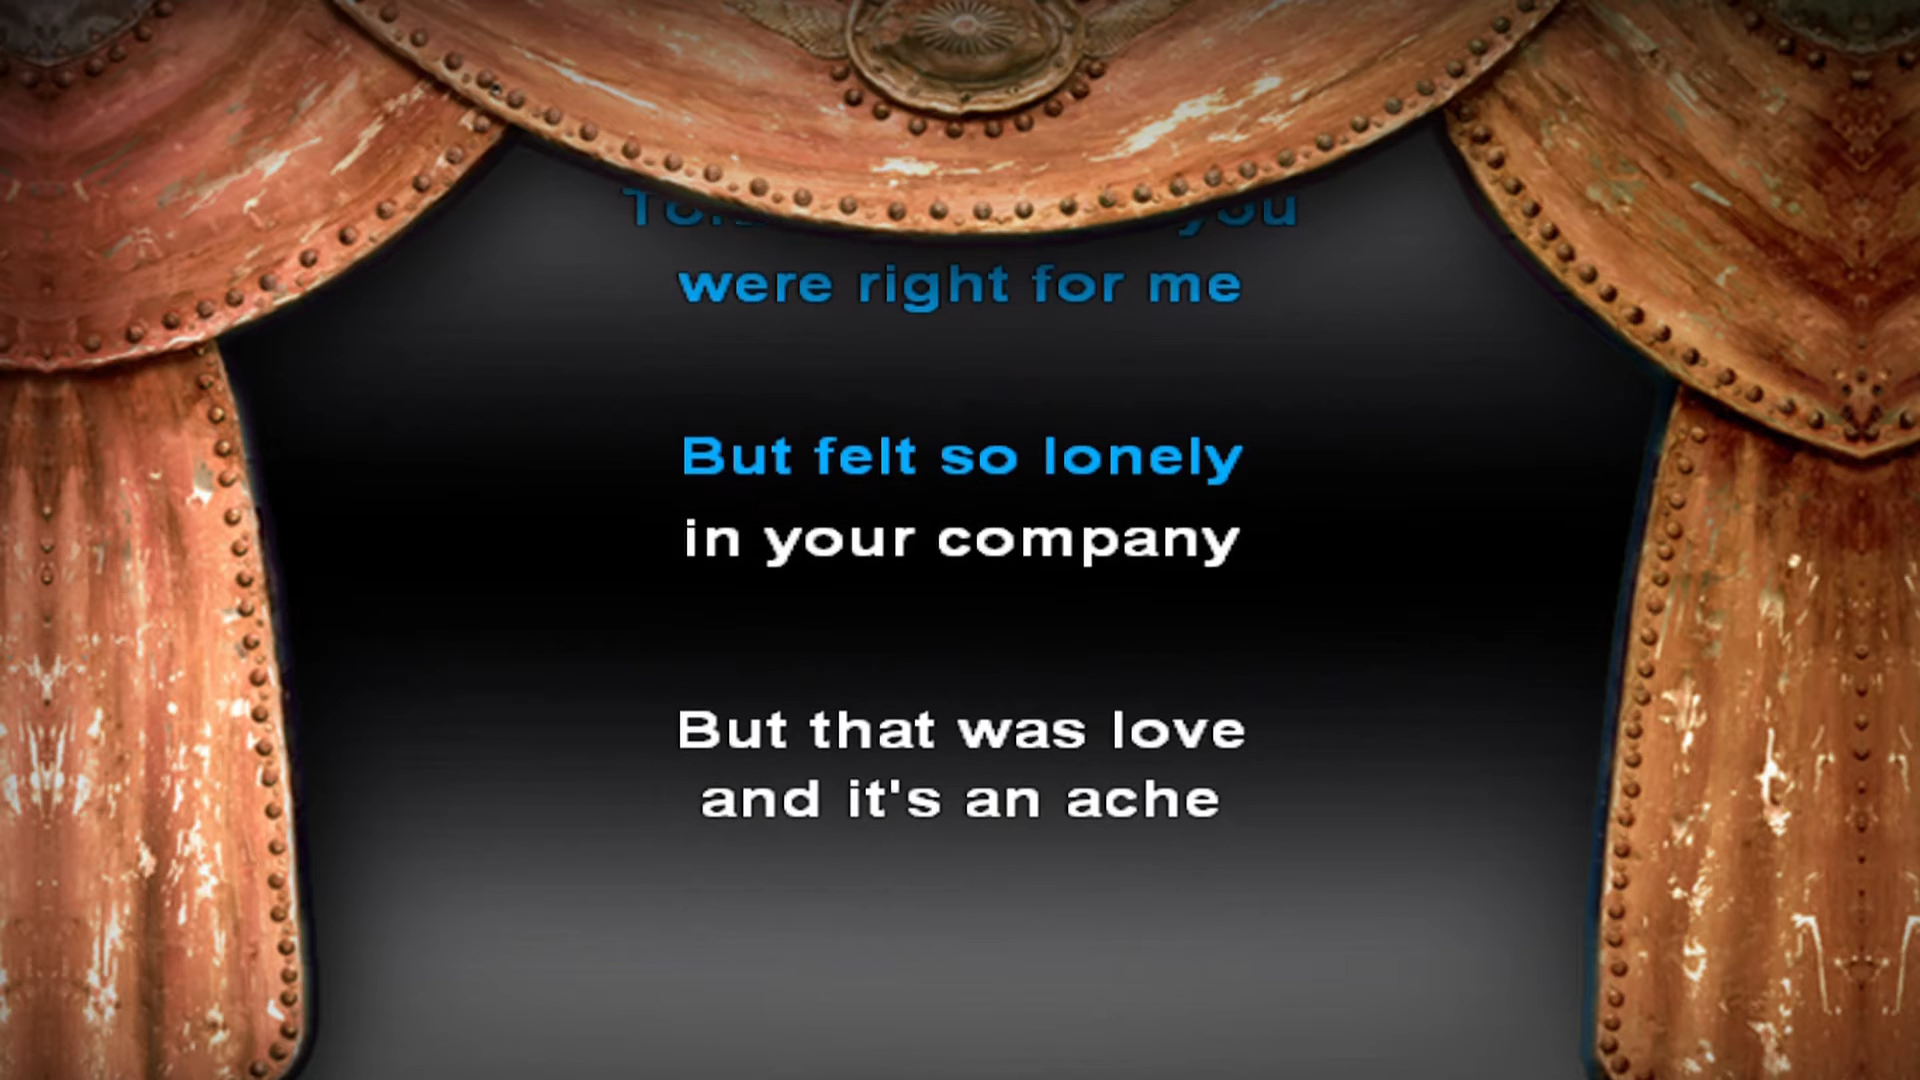 you
were right for me
But felt so lonely
in your company
But that was love
and it's an ache